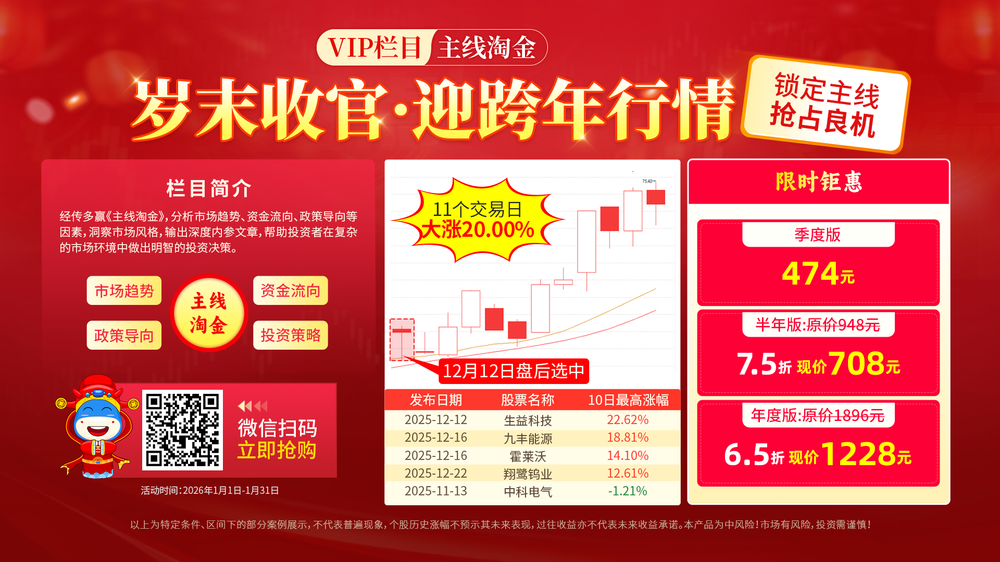 VIP栏目 主线淘金
岁末收官·迎跨年行情
锁定主线
抢占良机
栏目简介
经传多赢《主线淘金》,分析市场趋势、资金流向、政策导向等
因素,洞察市场风格,输出深度内参文章,帮助投资者在复杂
的市场环境中做出明智的投资决策。
市场趋势
资金流向
主线
淘金
政策导向
投资策略
微信扫码
立即抢购
活动时间:2026年1月1日-1月31日
75.40
11个交易日
大涨20.00%
12月12日盘后选中
发布日期 股票名称 10日最高涨幅
2025-12-12 生益科技 22.62%
2025-12-16 九丰能源 18.81%
2025-12-16 霍莱沃 14.10%
2025-12-22 翔鹭钨业 12.61%
2025-11-13 中科电气 -1.21%
限时钜惠
季度版
474元
半年版:原价948元
7.5折 现价708元
年度版:原价1896元
6.5折 现价1228元
以上为特定条件、区间下的部分案例展示,不代表普遍现象,个股历史涨幅不预示其未来表现,过往收益亦不代表未来收益承诺。本产品为中风险!市场有风险,投资需谨慎!